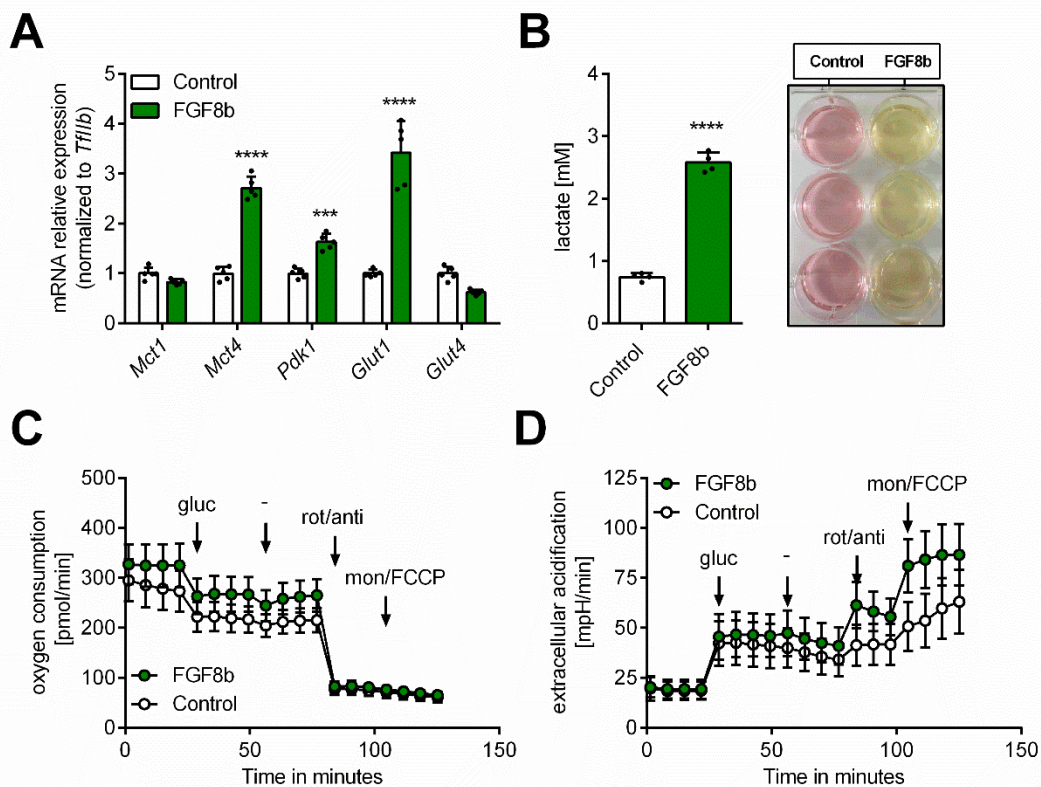 A
mRNA relative expression
(normalized to TfIIb)
5
4
3
2
1
0
Control
FGF8b
****
***
****
Mct1
Mct4
Pdk1
Glut1
Glut4
B
lactate [mM]
4
3
2
1
0
****
Control
FGF8b
Control FGF8b
C
oxygen consumption
[pmol/min]
500
400
300
200
100
0
gluc
-
rot/anti
mon/FCCP
FGF8b
Control
0 50 100 150
Time in minutes
D
extracellular acidification
[mpH/min]
125
100
75
50
25
0
FGF8b
Control
gluc
-
rot/anti
mon/FCCP
0 50 100 150
Time in minutes